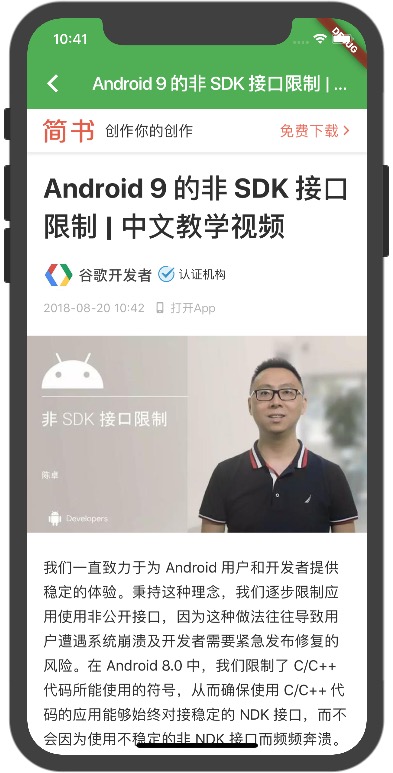 10:41
DEBUG
Android 9 的非 SDK 接口限制 | ...
简书 创作你的创作 免费下载
Android 9 的非 SDK 接口
限制 | 中文教学视频
谷歌开发者 认证机构
2018-08-20 10:42 打开App
非 SDK 接口限制
陈卓
Developers
我们一直致力于为 Android 用户和开发者提供
稳定的体验。秉持这种理念，我们逐步限制应
用使用非公开接口，因为这种做法往往导致用
户遭遇系统崩溃及开发者需要紧急发布修复的
风险。在 Android 8.0 中，我们限制了 C/C++
代码所能使用的符号，从而确保使用 C/C++ 代
码的应用能够始终对接稳定的 NDK 接口，而不
会因为使用不稳定的非 NDK 接口而频频奔溃。